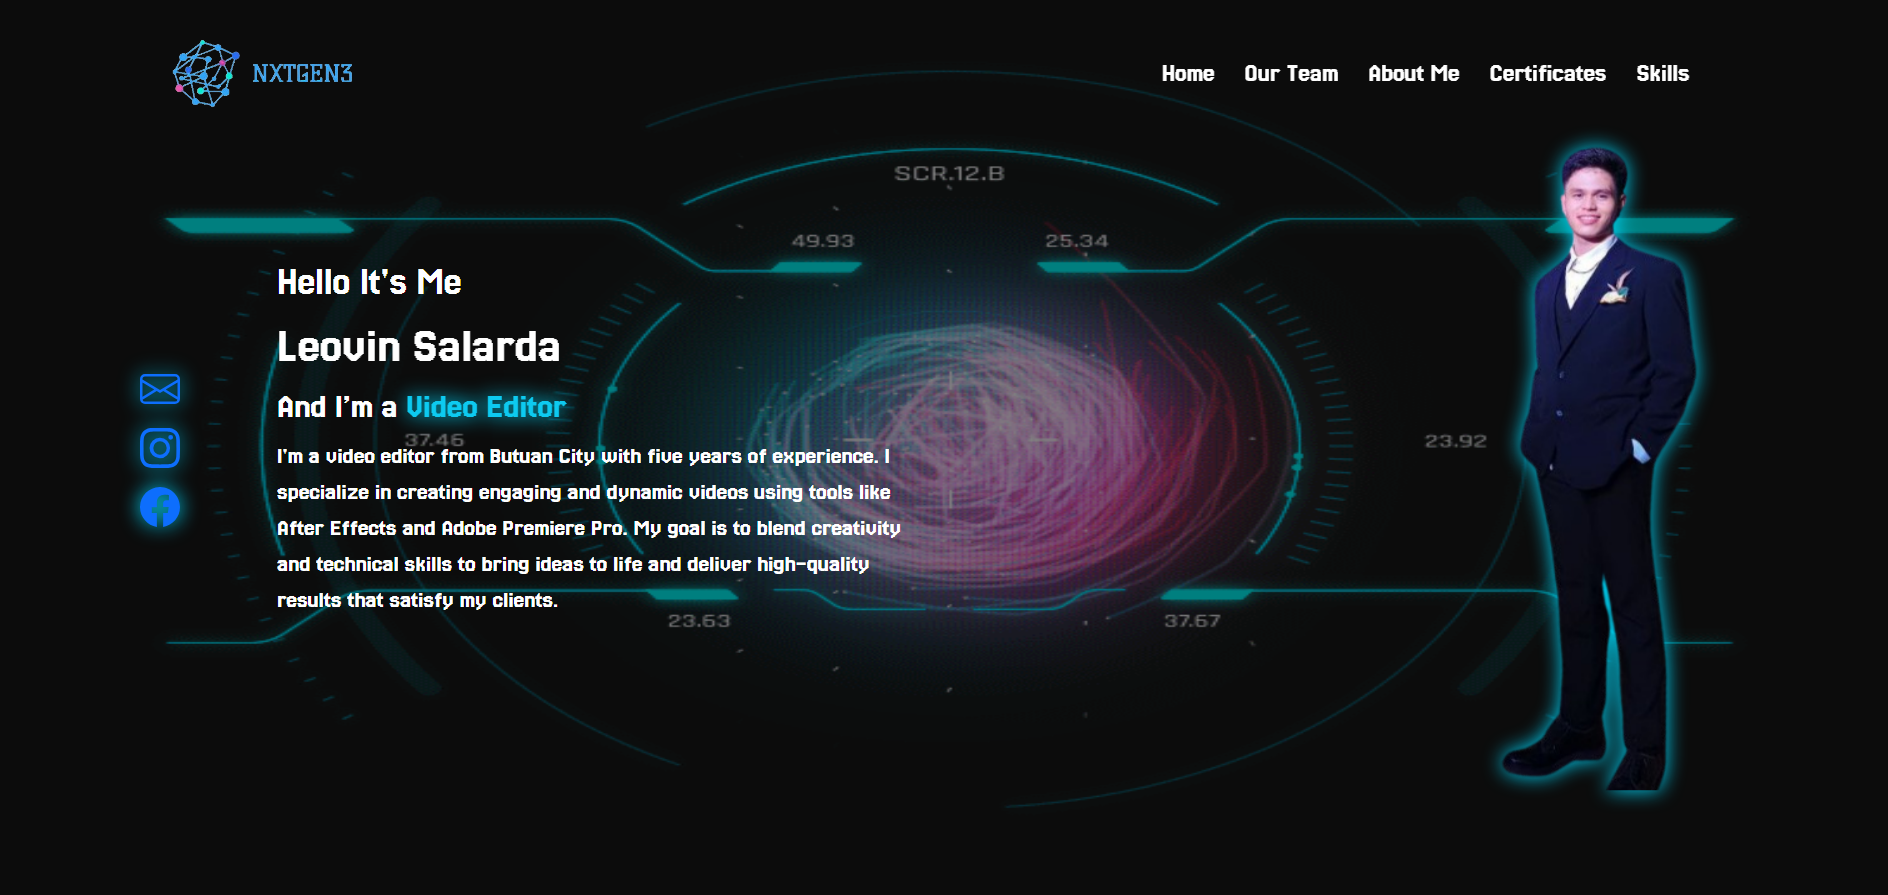 NXTGEN3
Home Our Team About Me Certificates Skills
SCR.12.B
49.93 25.34
Hello It's Me
Leovin Salarda
And I'm a Video Editor
37.46 23.92
I'm a video editor from Butuan City with five years of experience. I
specialize in creating engaging and dynamic videos using tools like
After Effects and Adobe Premiere Pro. My goal is to blend creativity
and technical skills to bring ideas to life and deliver high-quality
results that satisfy my clients.
23.63 37.67